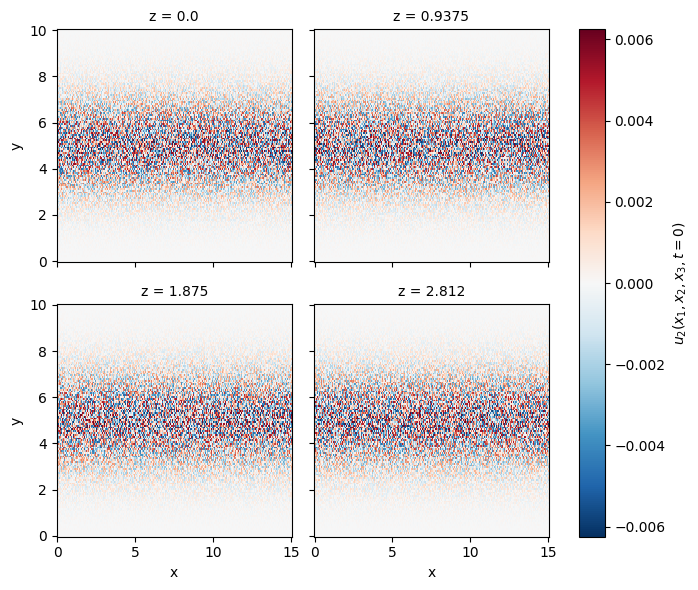 z = 0.0
z = 0.9375
10
8
6
4
2
0
y
z = 1.875
z = 2.812
10
8
6
4
2
0
y
0 5 10 15
0 5 10 15
x
x
0.006
0.004
0.002
0.000
−0.002
−0.004
−0.006
u₂(x₁, x₂, x₃, t = 0)